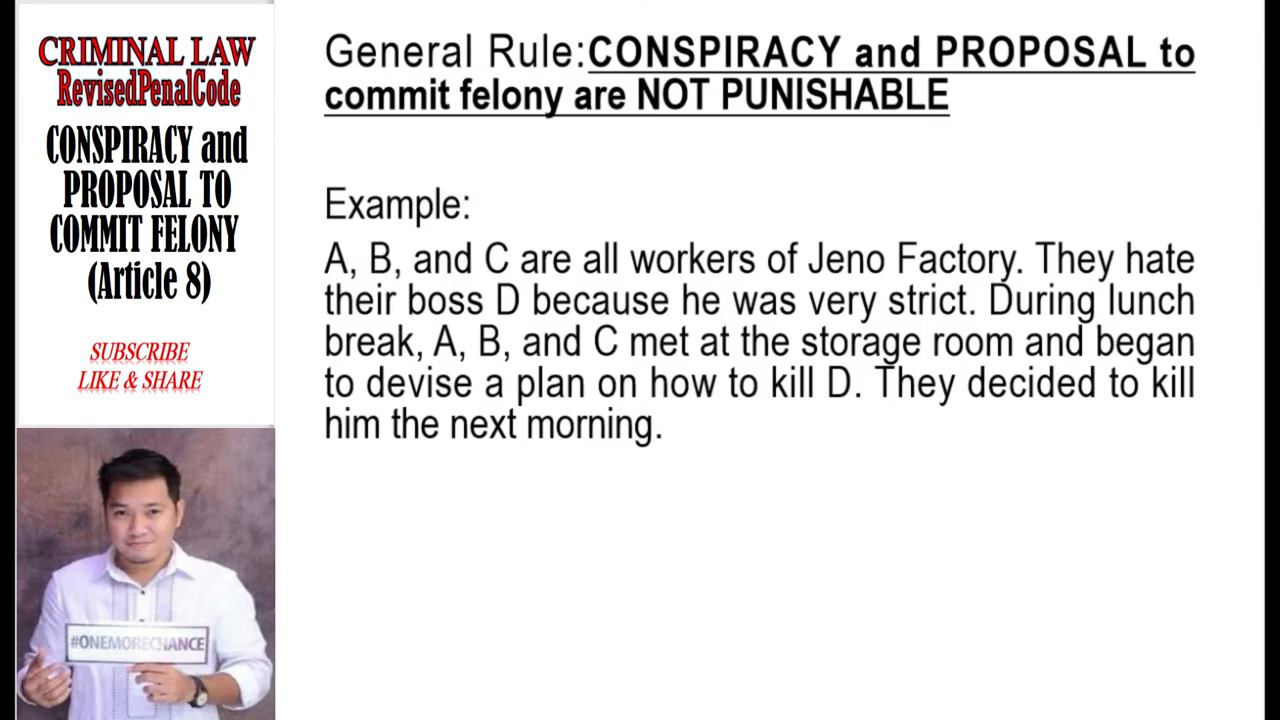 CRIMINAL LAW
RevisedPenalCode
CONSPIRACY and
PROPOSAL TO
COMMIT FELONY
(Article 8)
SUBSCRIBE
LIKE & SHARE
#ONEMORECHANCE
General Rule:CONSPIRACY and PROPOSAL to
commit felony are NOT PUNISHABLE
Example:
A, B, and C are all workers of Jeno Factory. They hate
their boss D because he was very strict. During lunch
break, A, B, and C met at the storage room and began
to devise a plan on how to kill D. They decided to kill
him the next morning.